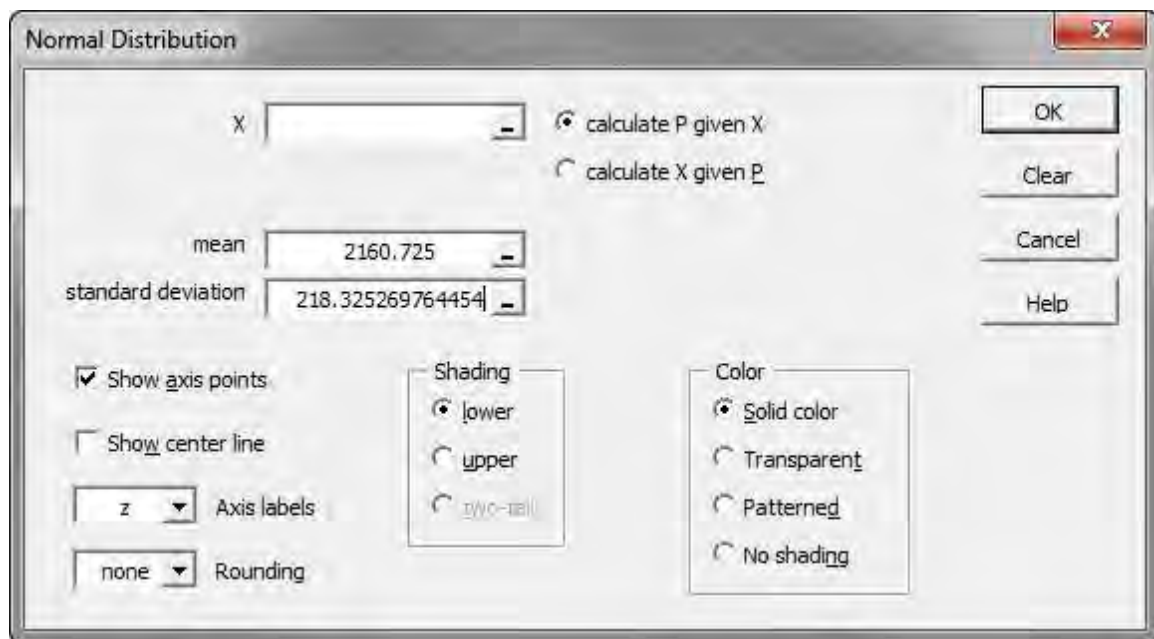 Normal Distribution
X
calculate P given X
calculate X given P
OK
Clear
mean 2160.725
Cancel
standard deviation 218.325269764454
Help
Show axis points
Show center line
z Axis labels
none Rounding
Shading
lower
upper
two-tail
Color
Solid color
Transparent
Patterned
No shading